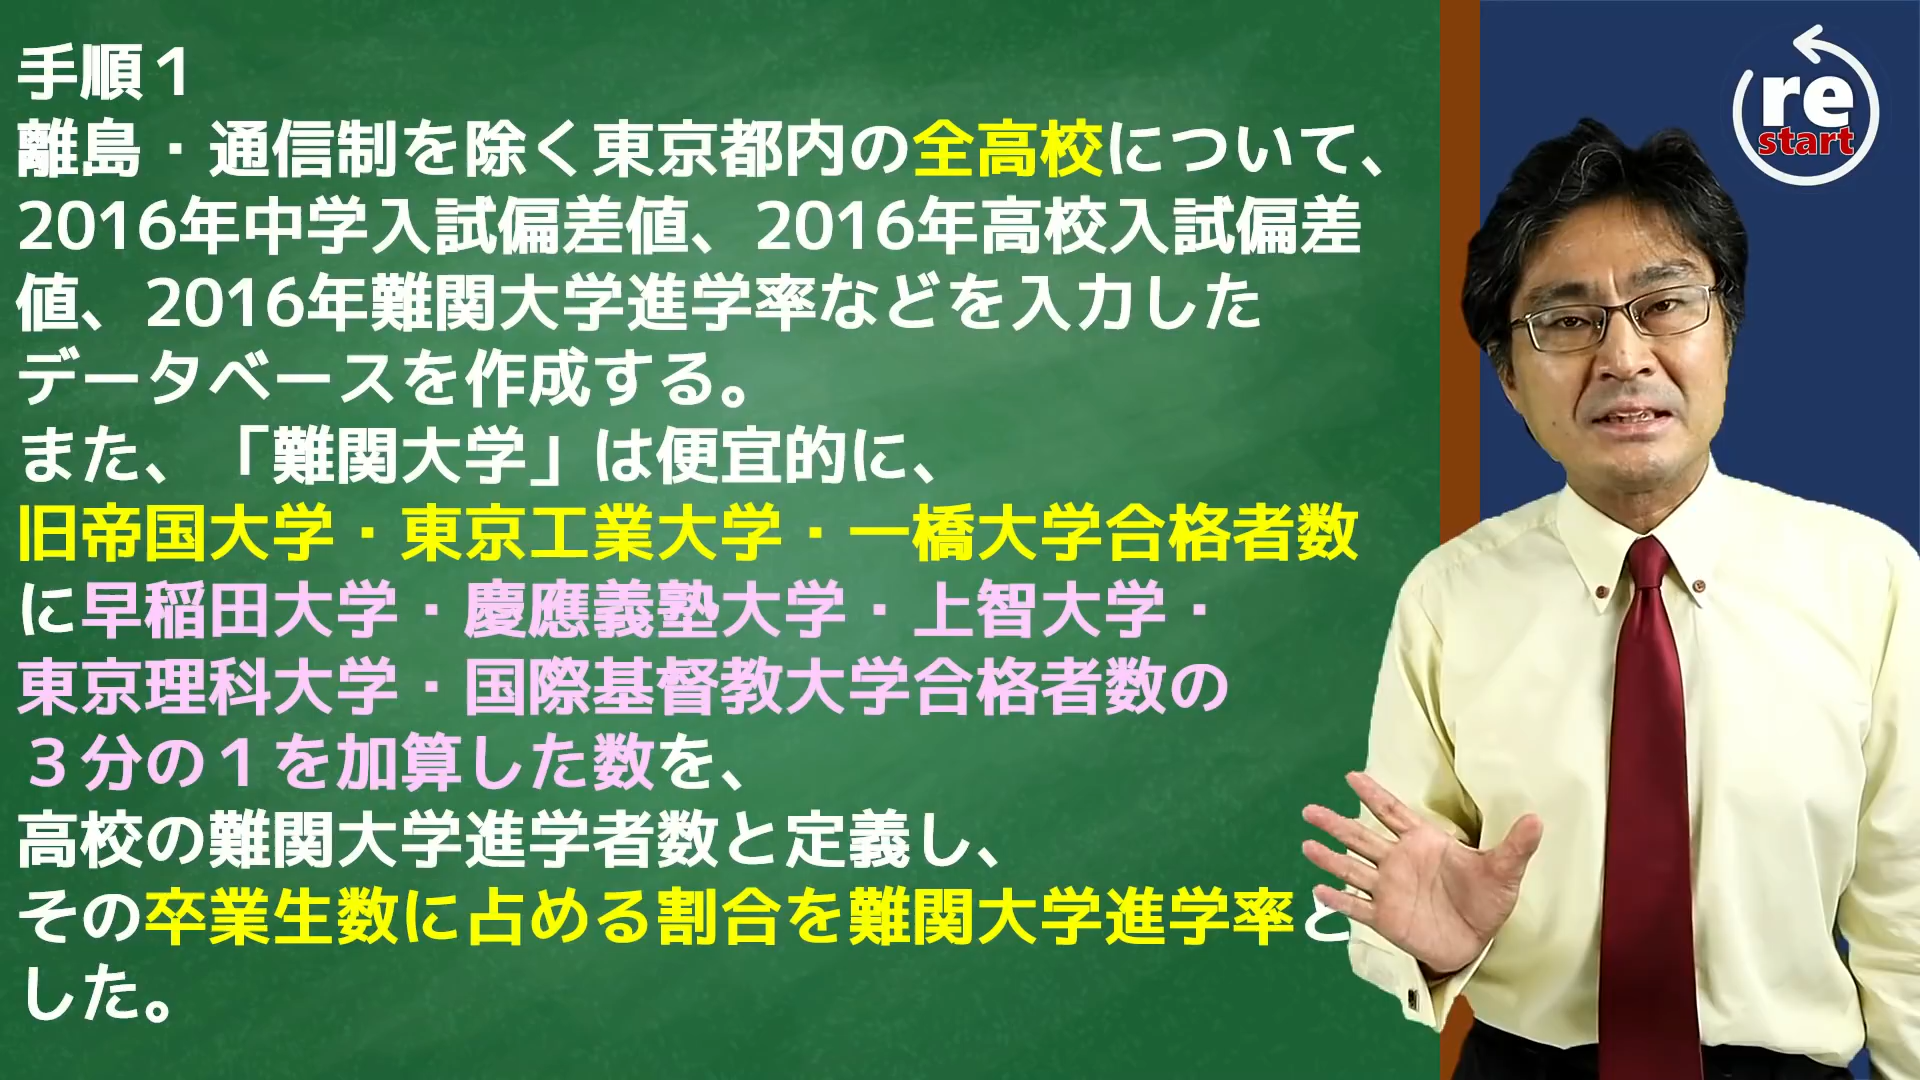 手順１
離島・通信制を除く東京都内の全高校について、
2016年中学入試偏差値、2016年高校入試偏差
値、2016年難関大学進学率などを入力した
データベースを作成する。
また、「難関大学」は便宜的に、
旧帝国大学・東京工業大学・一橋大学合格者数
に早稲田大学・慶應義塾大学・上智大学・
東京理科大学・国際基督教大学合格者数の
３分の１を加算した数を、
高校の難関大学進学者数と定義し、
その卒業生数に占める割合を難関大学進学率と
した。
re
start